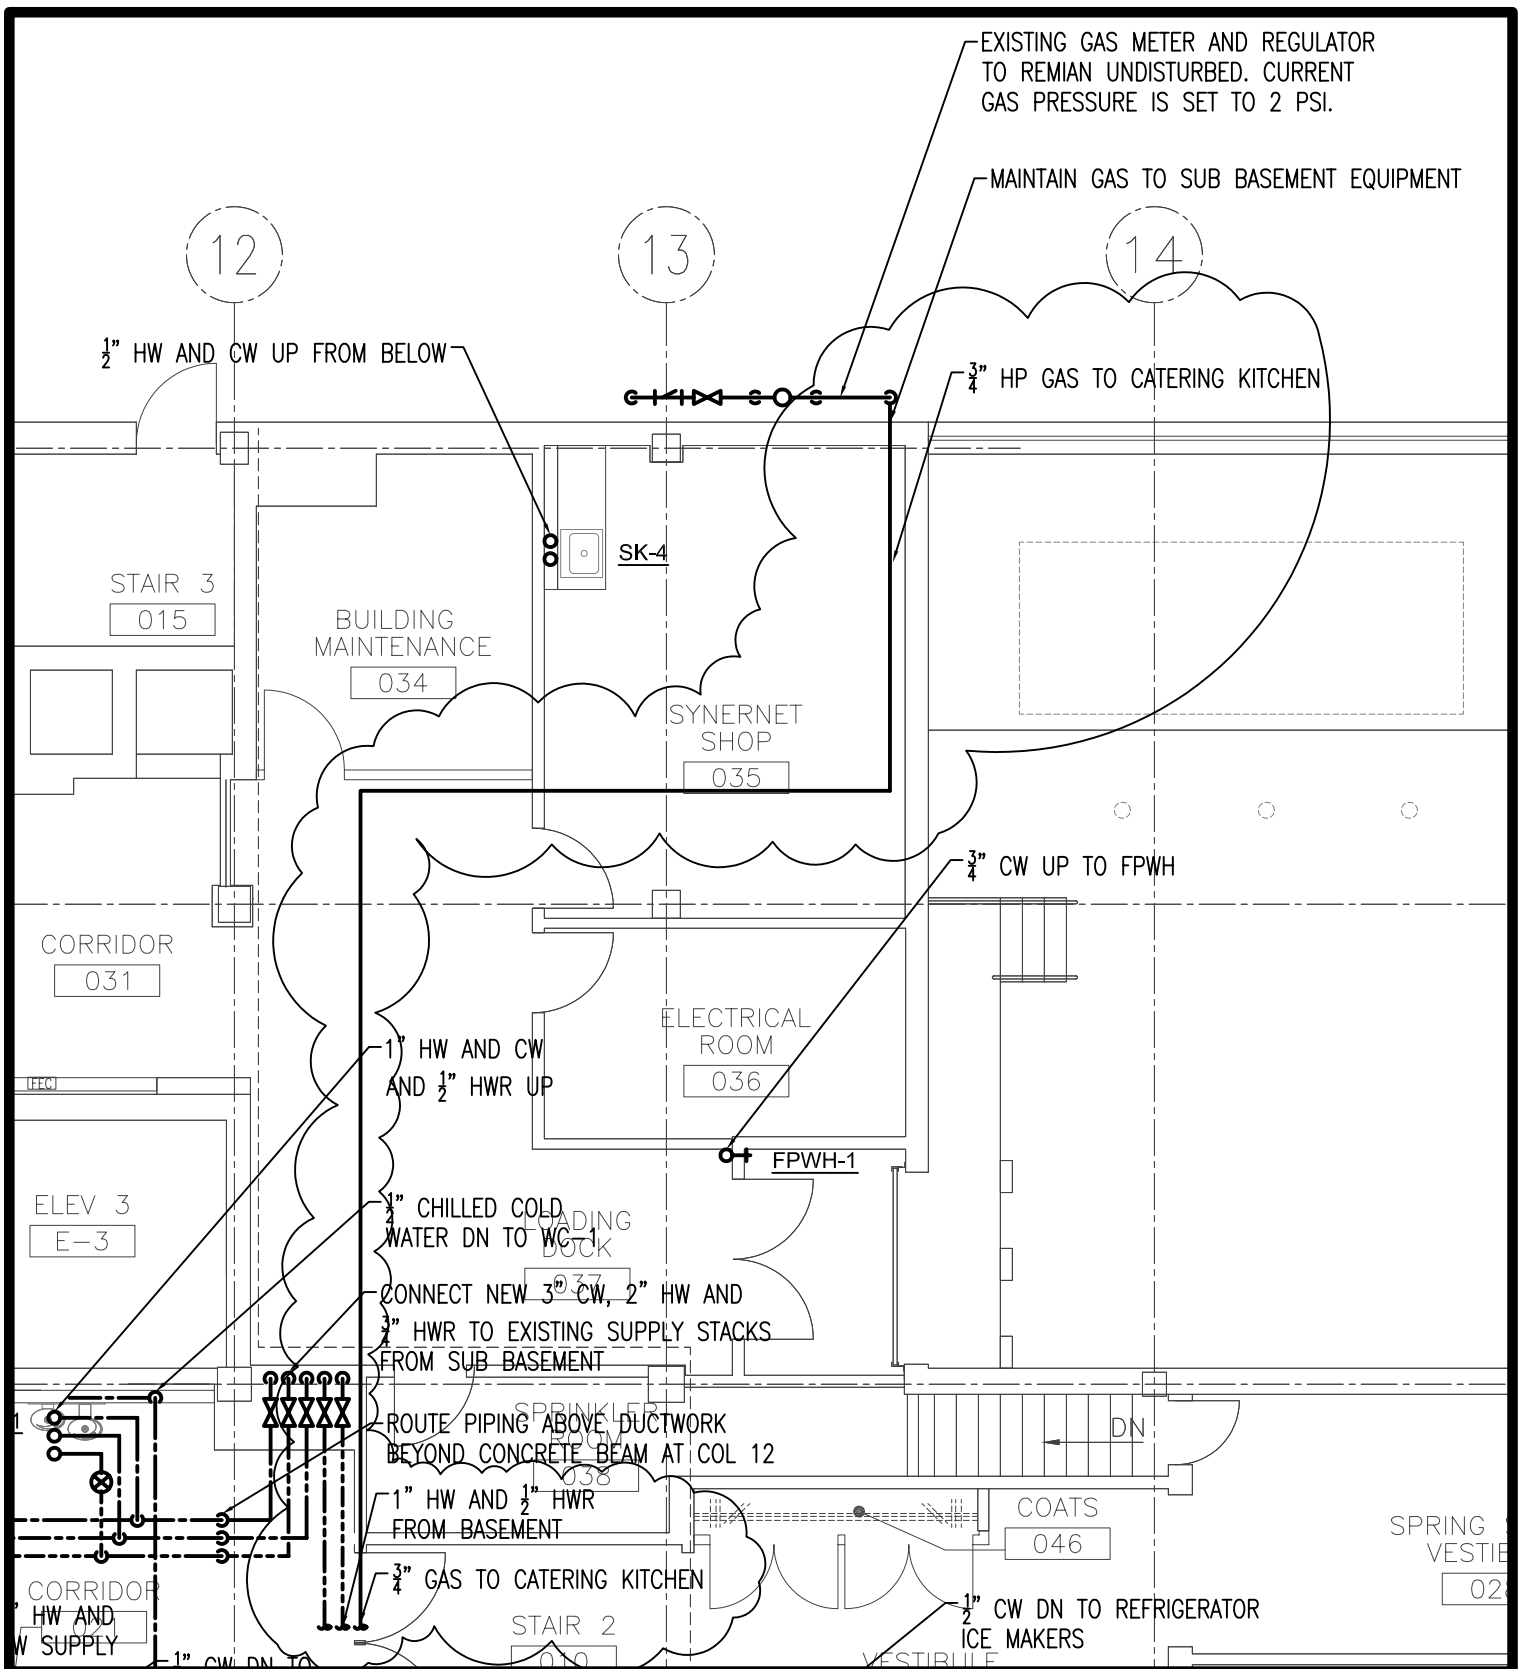 EXISTING GAS METER AND REGULATOR
TO REMIAN UNDISTURBED. CURRENT
GAS PRESSURE IS SET TO 2 PSI.
MAINTAIN GAS TO SUB BASEMENT EQUIPMENT
12
13
14
1/2" HW AND CW UP FROM BELOW
3/4" HP GAS TO CATERING KITCHEN
SK-4
STAIR 3
015
BUILDING
MAINTENANCE
034
SYNERNET
SHOP
035
3/4" CW UP TO FPWH
CORRIDOR
031
ELECTRICAL
ROOM
036
1" HW AND CW
AND 1/2" HWR UP
FEC
FPWH-1
ELEV 3
E-3
1/2" CHILLED COLD
WATER DN TO WC-1
LOADING
DOCK
037
CONNECT NEW 3" CW, 2" HW AND
3/4" HWR TO EXISTING SUPPLY STACKS
FROM SUB BASEMENT
SPRINKLER
ROOM
038
ROUTE PIPING ABOVE DUCTWORK
BEYOND CONCRETE BEAM AT COL 12
DN
1" HW AND 1/2" HWR
FROM BASEMENT
COATS
046
SPRING
3/4" GAS TO CATERING KITCHEN
CORRIDOR
HW AND
SUPPLY
STAIR 2
010
1/2" CW DN TO REFRIGERATOR
ICE MAKERS
1" CW DN TO
VESTIBULE